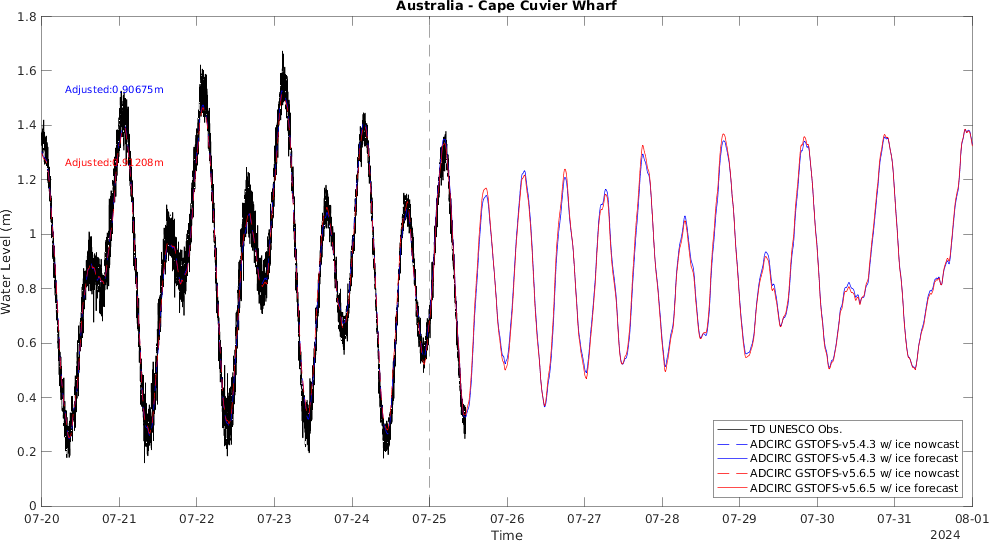 Australia - Cape Cuvier Wharf
1.8
1.6
1.4
1.2
1
0.8
0.6
0.4
0.2
0
Water Level (m)
Adjusted:0.90675m
Adjusted:0.91208m
TD UNESCO Obs.
ADCIRC GSTOFS-v5.4.3 w/ ice nowcast
ADCIRC GSTOFS-v5.4.3 w/ ice forecast
ADCIRC GSTOFS-v5.6.5 w/ ice nowcast
ADCIRC GSTOFS-v5.6.5 w/ ice forecast
07-20 07-21 07-22 07-23 07-24 07-25 07-26 07-27 07-28 07-29 07-30 07-31 08-01
Time
2024